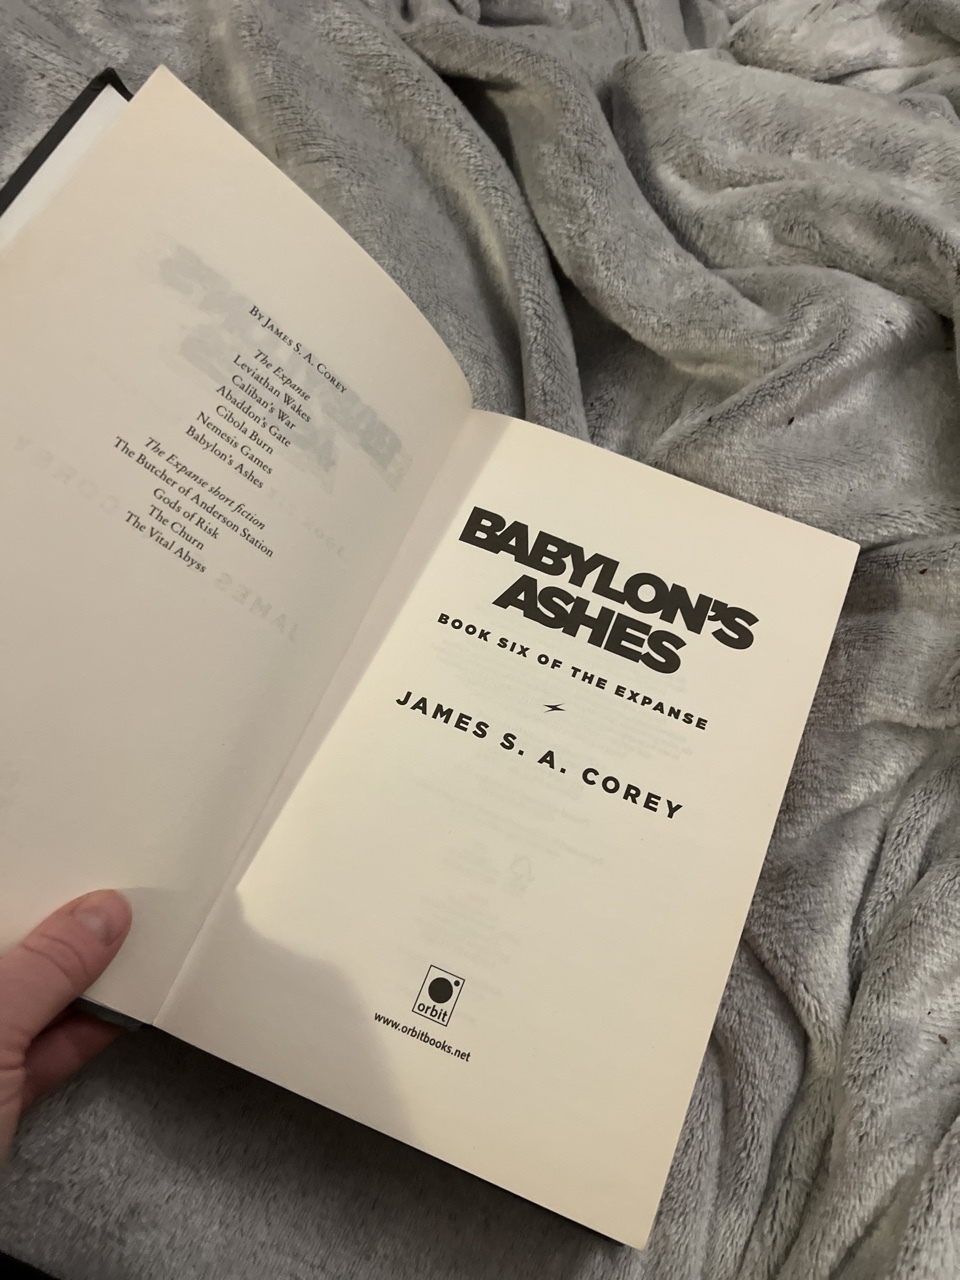 By James S. A. Corey
The Expanse
Leviathan Wakes
Caliban's War
Abaddon's Gate
Cibola Burn
Nemesis Games
Babylon's Ashes
The Expanse short fiction
The Butcher of Anderson Station
Gods of Risk
The Churn
The Vital Abyss
BABYLON'S
ASHES
BOOK SIX OF THE EXPANSE
JAMES S. A. COREY
orbit
www.orbitbooks.net